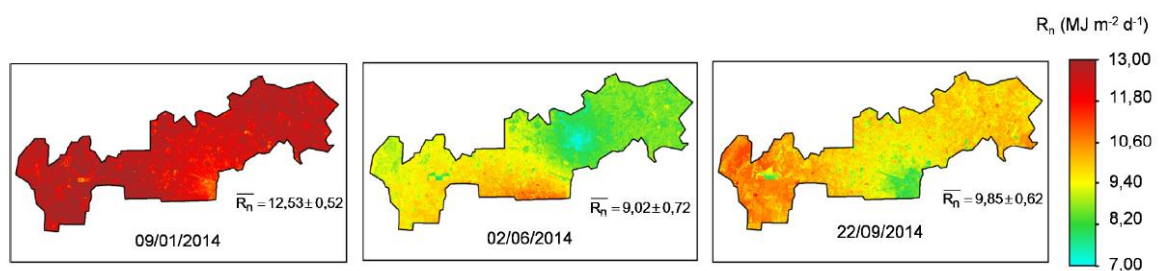 Rn (MJ m-2 d-1)
Rn = 12,53±0,52
09/01/2014
Rn = 9,02±0,72
02/06/2014
Rn = 9,85±0,62
22/09/2014
13,00
11,80
10,60
9,40
8,20
7,00